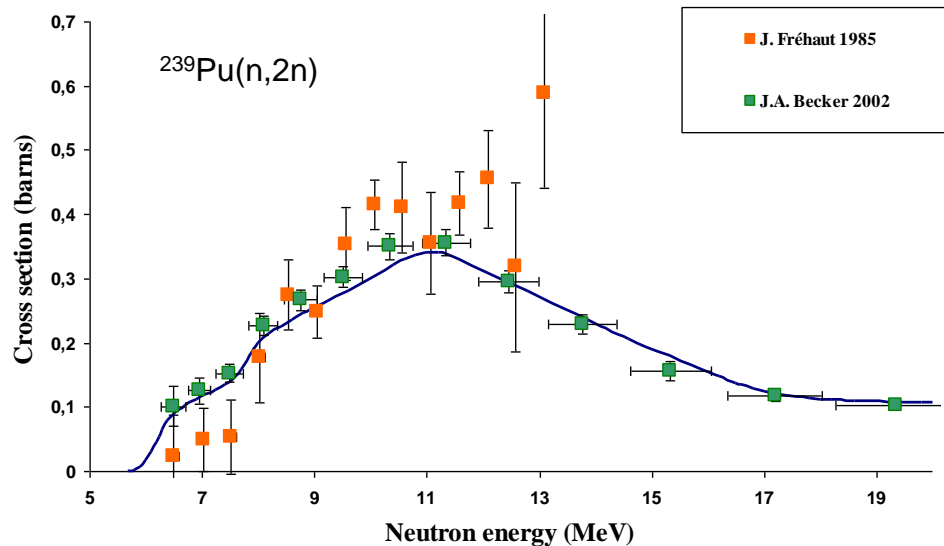 0,7
0,6
0,5
0,4
0,3
0,2
0,1
0
Cross section (barns)
²³⁹Pu(n,2n)
J. Fréhaut 1985
J.A. Becker 2002
5 7 9 11 13 15 17 19
Neutron energy (MeV)